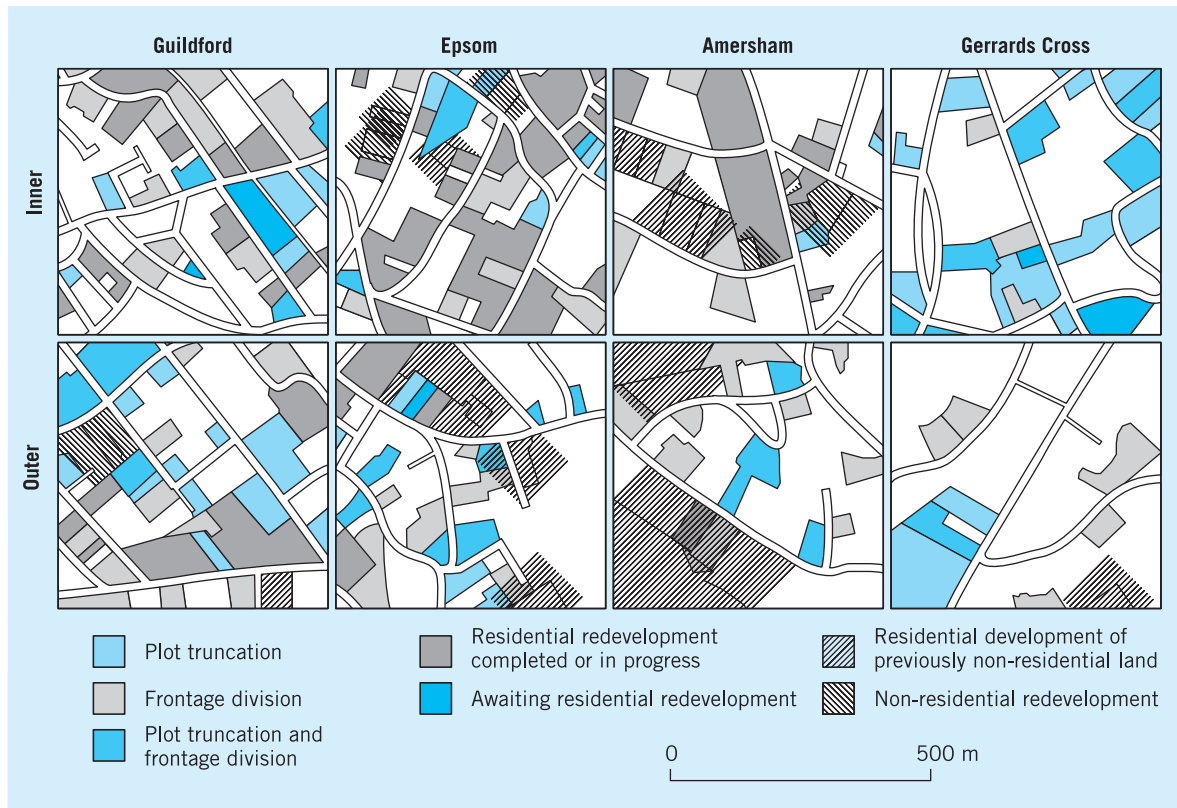 Guildford
Epsom
Amersham
Gerrards Cross
Inner
Outer
Plot truncation
Frontage division
Plot truncation and
frontage division
Residential redevelopment
completed or in progress
Awaiting residential redevelopment
Residential development of
previously non-residential land
Non-residential redevelopment
0
500 m